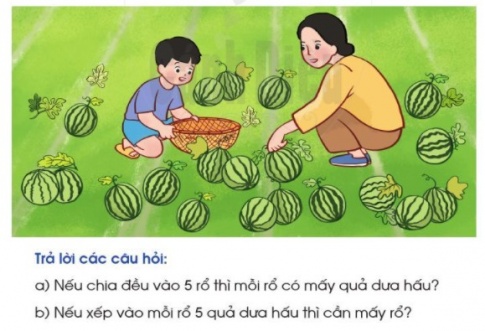 Trả lời các câu hỏi:
a) Nếu chia đều vào 5 rổ thì mỗi rổ có mấy quả dưa hấu?
b) Nếu xếp vào mỗi rổ 5 quả dưa hấu thì cần mấy rổ?